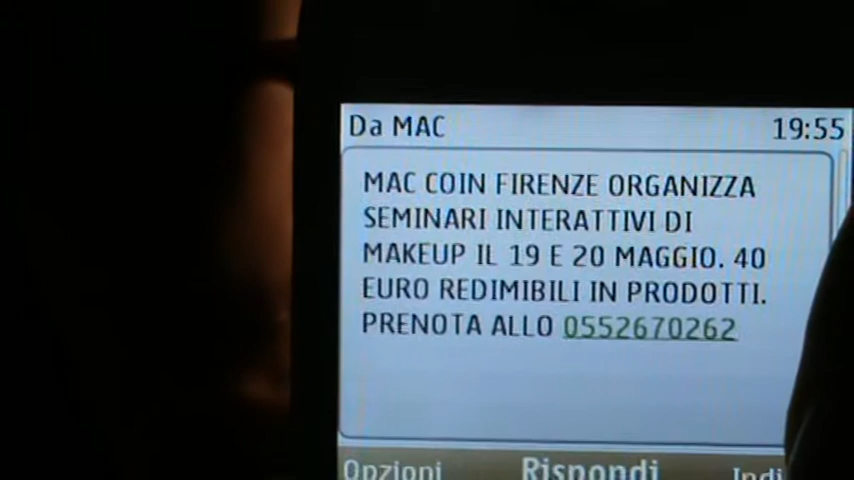 Da MAC 19:55
MAC COIN FIRENZE ORGANIZZA
SEMINARI INTERATTIVI DI
MAKEUP IL 19 E 20 MAGGIO. 40
EURO REDIMIBILI IN PRODOTTI.
PRENOTA ALLO 0552670262
Opzioni Rispondi